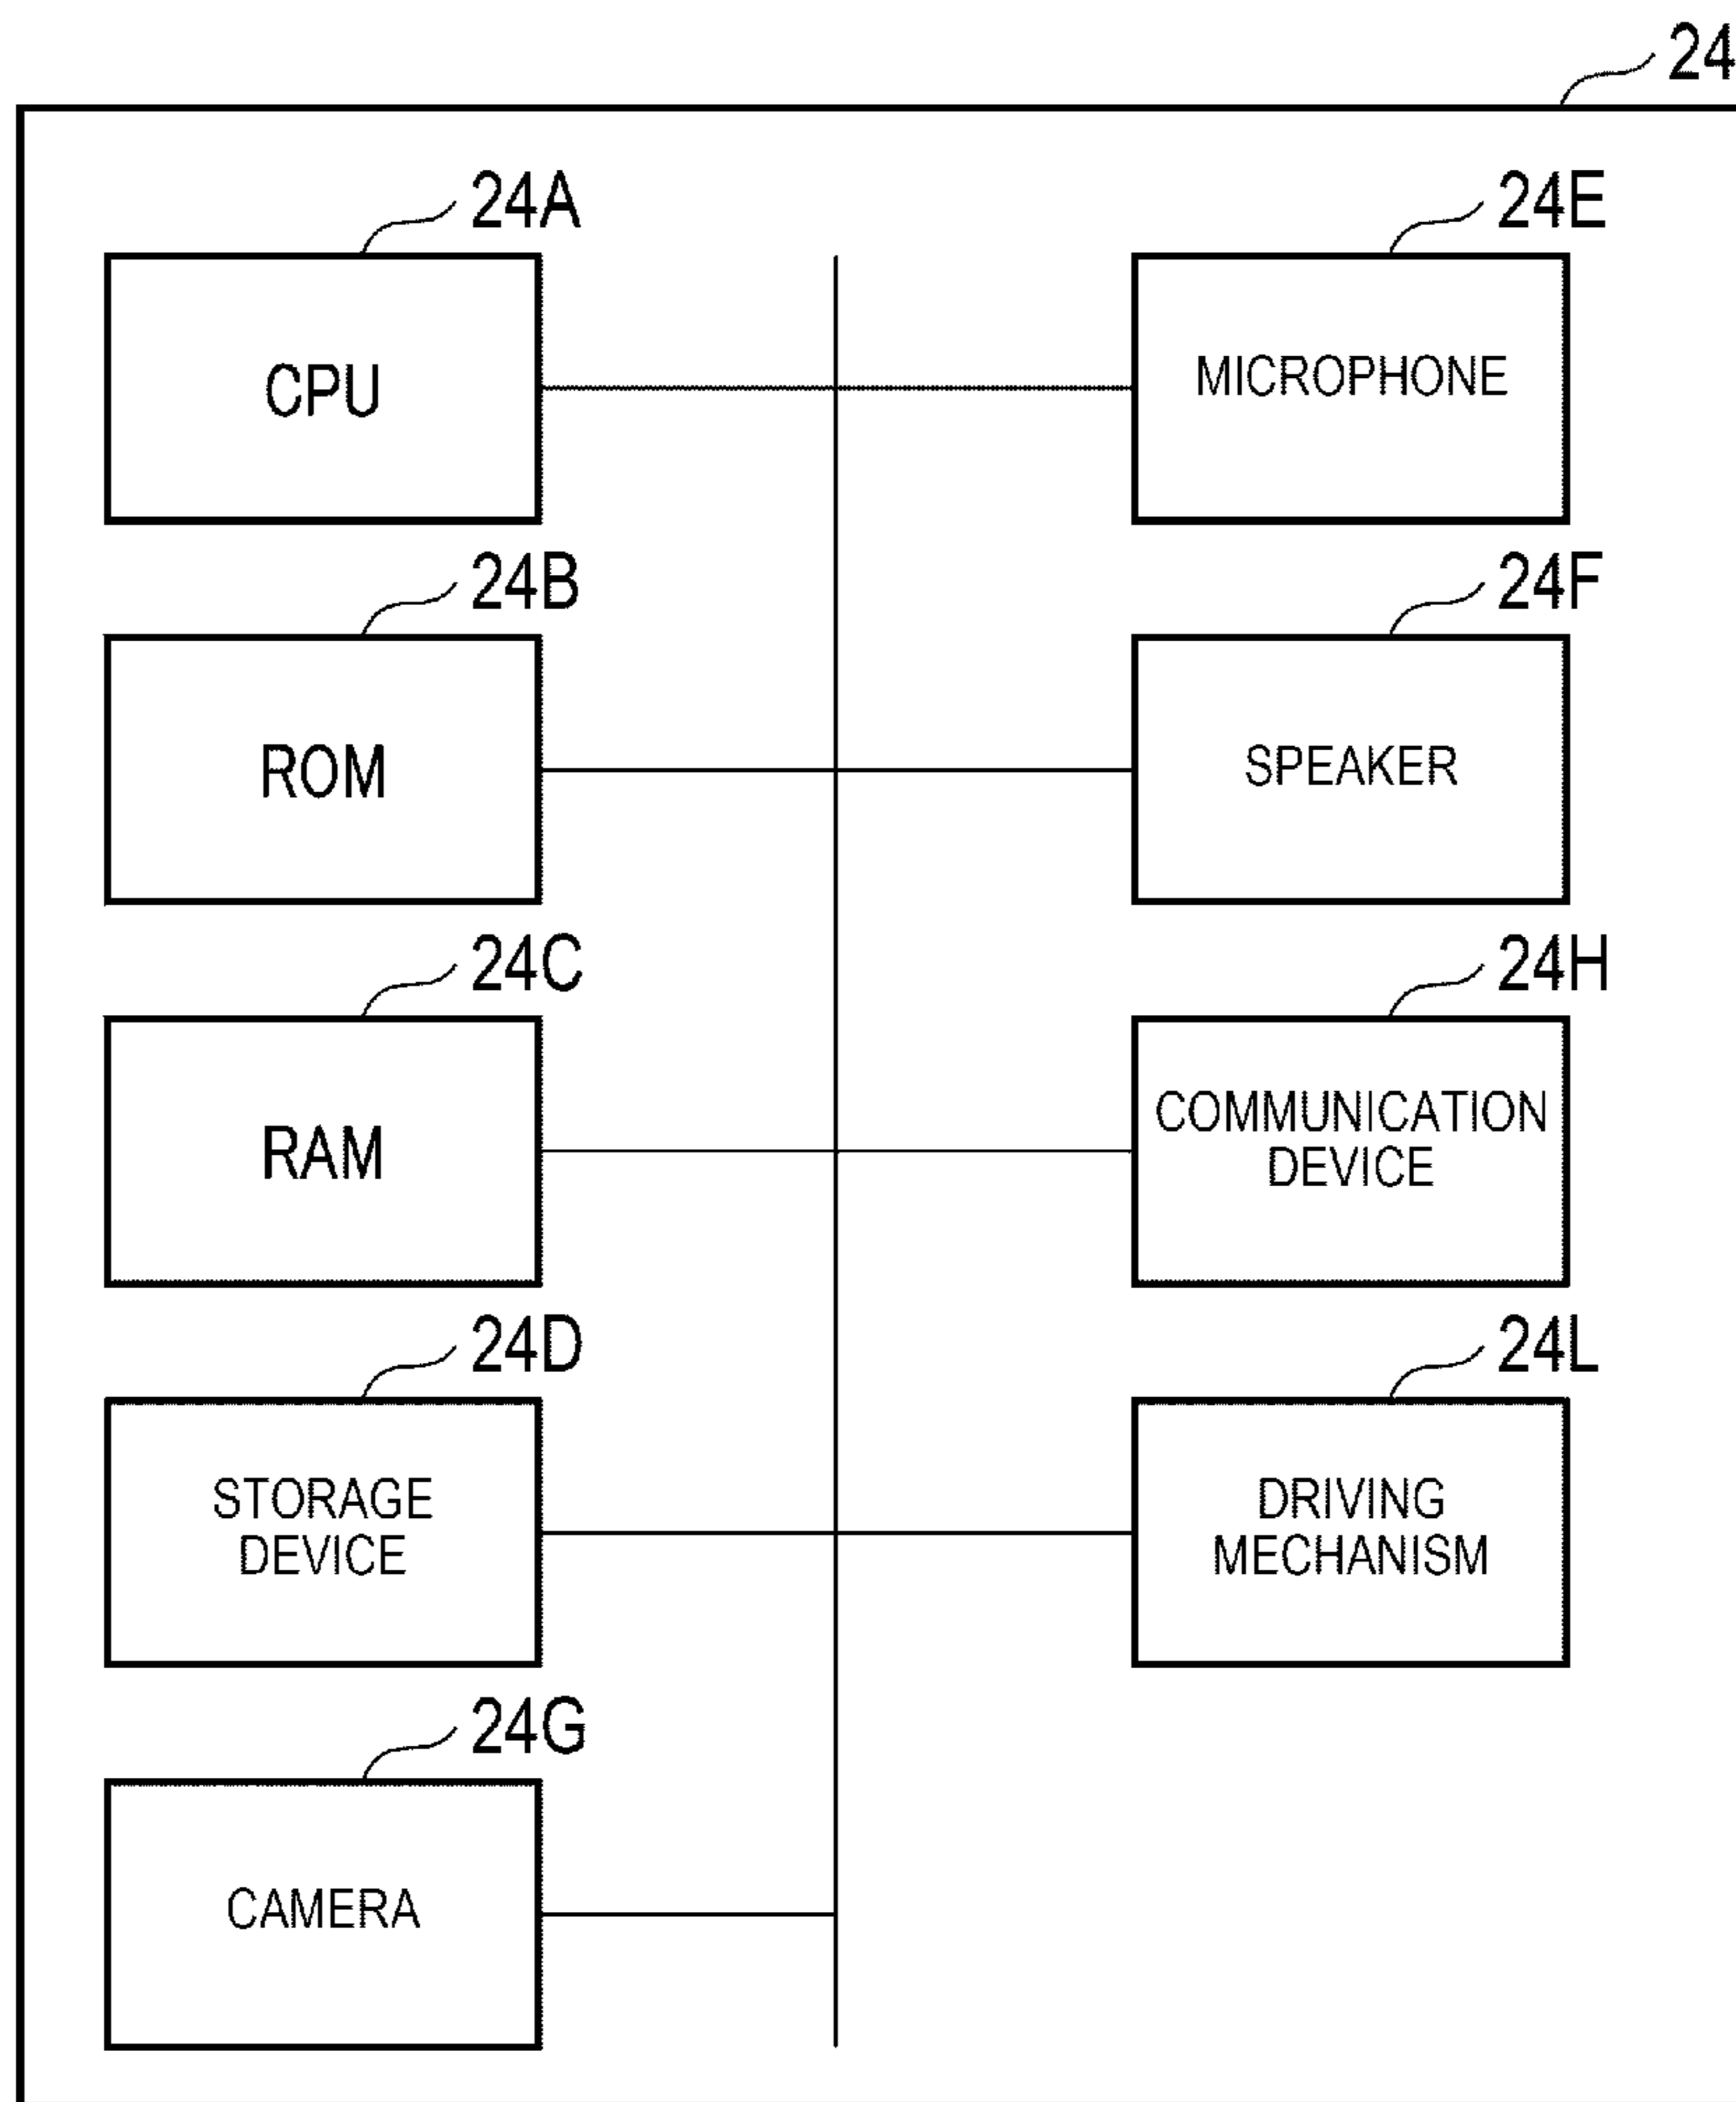 24
24A
CPU
24E
MICROPHONE
24B
ROM
24F
SPEAKER
24C
RAM
24H
COMMUNICATION
DEVICE
24D
STORAGE
DEVICE
24L
DRIVING
MECHANISM
24G
CAMERA